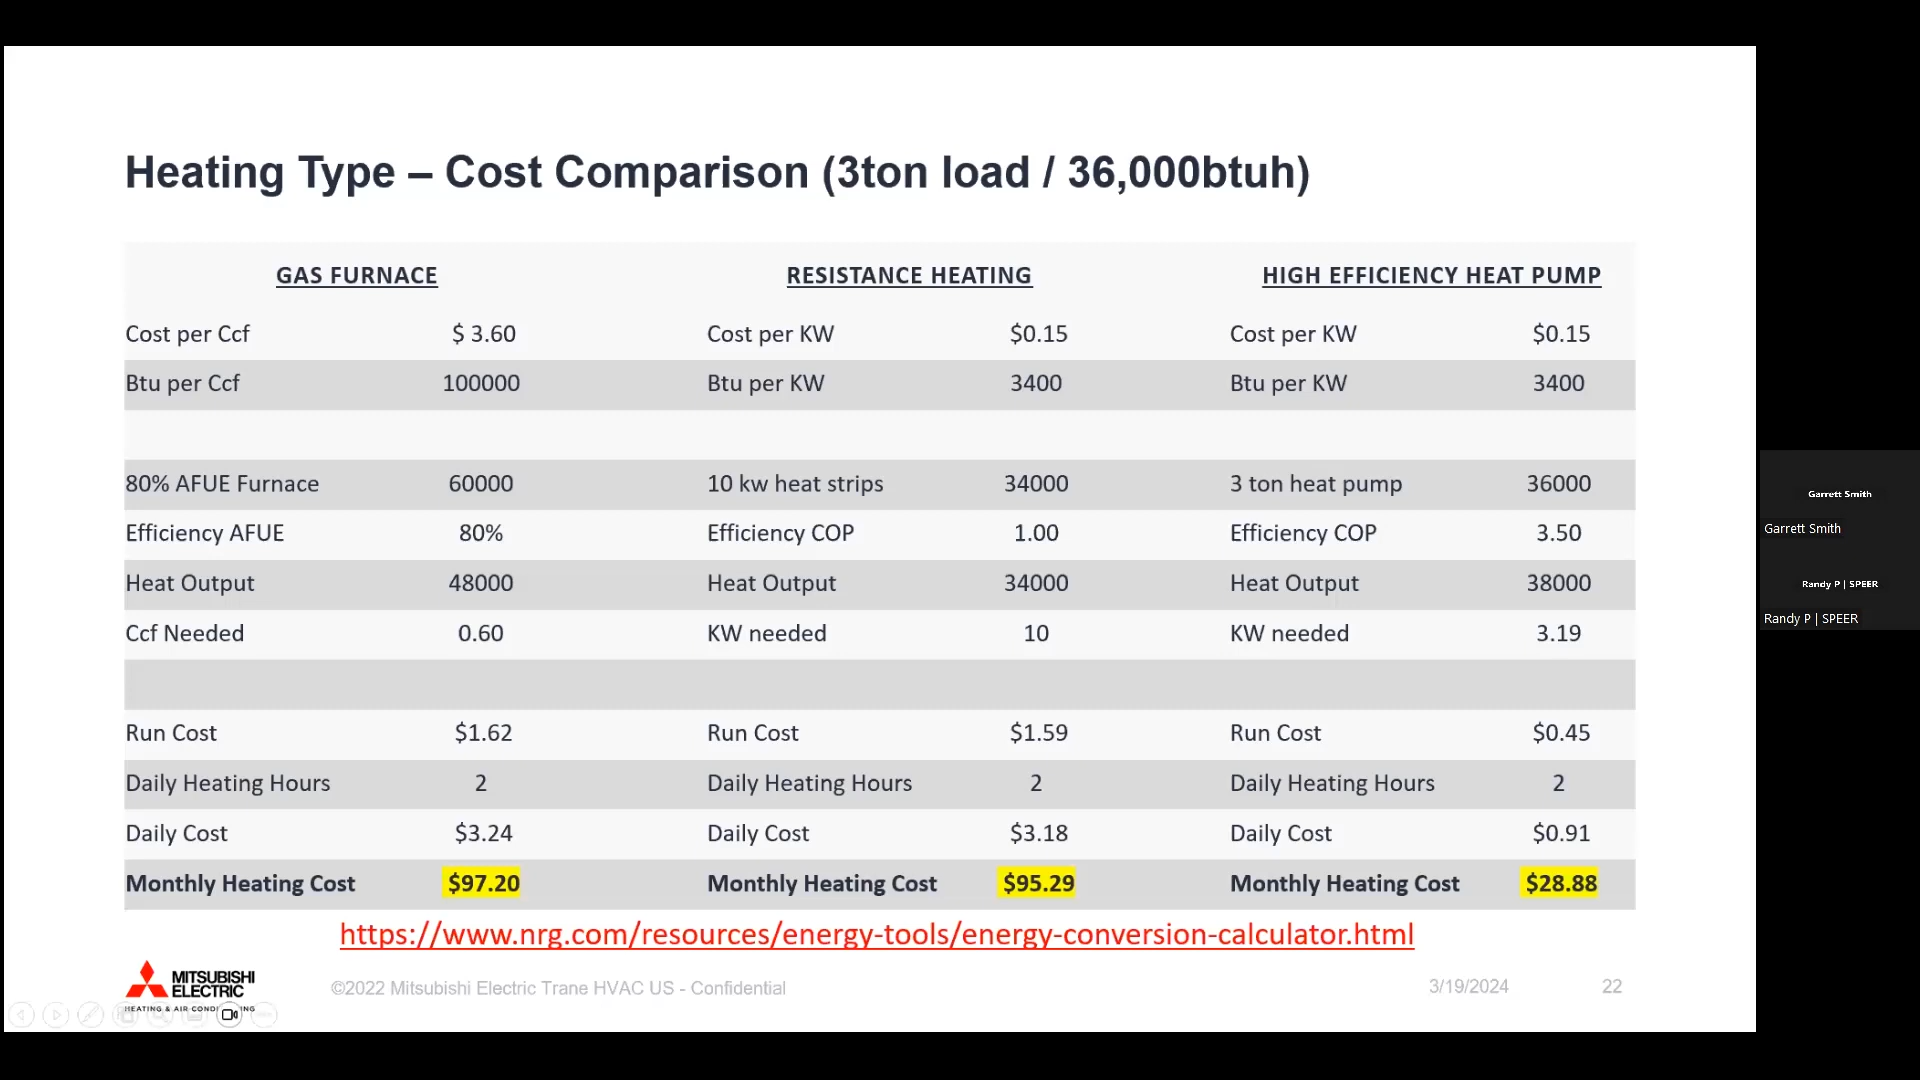 Heating Type – Cost Comparison (3ton load / 36,000btuh)
GAS FURNACE RESISTANCE HEATING HIGH EFFICIENCY HEAT PUMP
Cost per Ccf $ 3.60 Cost per KW $0.15 Cost per KW $0.15
Btu per Ccf 100000 Btu per KW 3400 Btu per KW 3400
80% AFUE Furnace 60000 10 kw heat strips 34000 3 ton heat pump 36000
Efficiency AFUE 80% Efficiency COP 1.00 Efficiency COP 3.50
Heat Output 48000 Heat Output 34000 Heat Output 38000
Ccf Needed 0.60 KW needed 10 KW needed 3.19
Run Cost $1.62 Run Cost $1.59 Run Cost $0.45
Daily Heating Hours 2 Daily Heating Hours 2 Daily Heating Hours 2
Daily Cost $3.24 Daily Cost $3.18 Daily Cost $0.91
Monthly Heating Cost $97.20 Monthly Heating Cost $95.29 Monthly Heating Cost $28.88
https://www.nrg.com/resources/energy-tools/energy-conversion-calculator.html
MITSUBISHI
ELECTRIC
HEATING & AIR CONDITIONING
©2022 Mitsubishi Electric Trane HVAC US - Confidential
3/19/2024 22
Garrett Smith
Garrett Smith
Randy P | SPEER
Randy P | SPEER